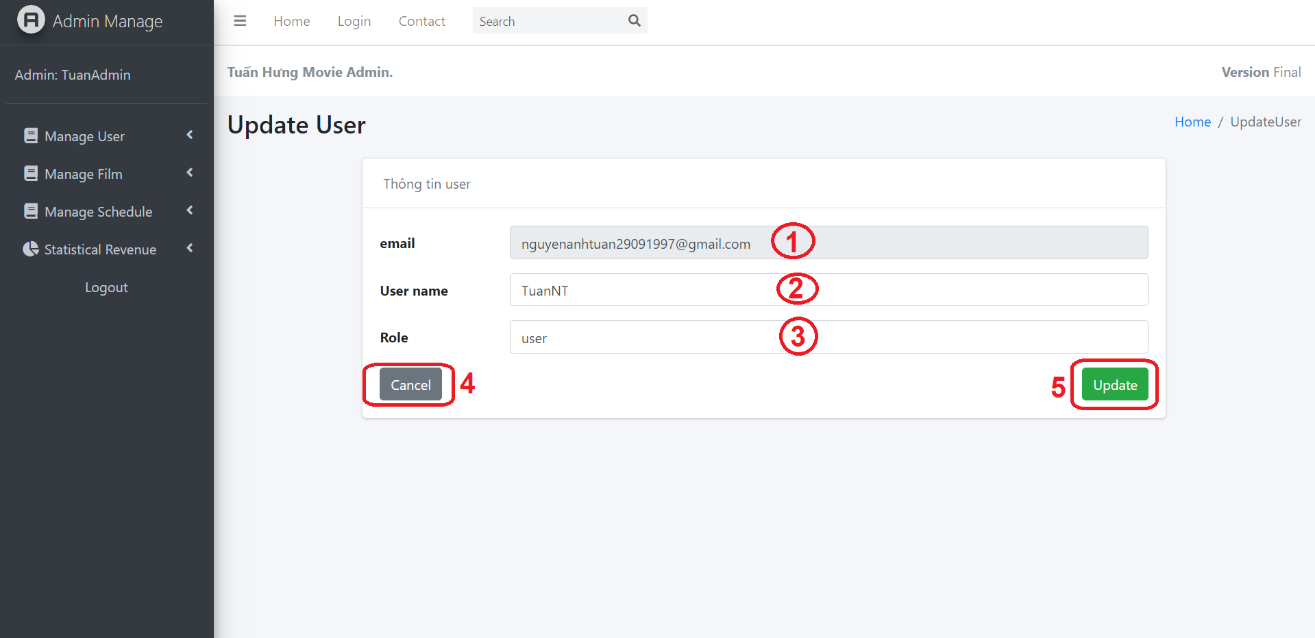 Admin Manage
Home Login Contact Search
Admin: TuanAdmin
Tuấn Hưng Movie Admin.
Version Final
Manage User
Manage Film
Manage Schedule
Statistical Revenue
Logout
Update User
Home / UpdateUser
Thông tin user
email nguyenanhtuan29091997@gmail.com 1
User name TuanNT 2
Role user 3
Cancel 4 5 Update